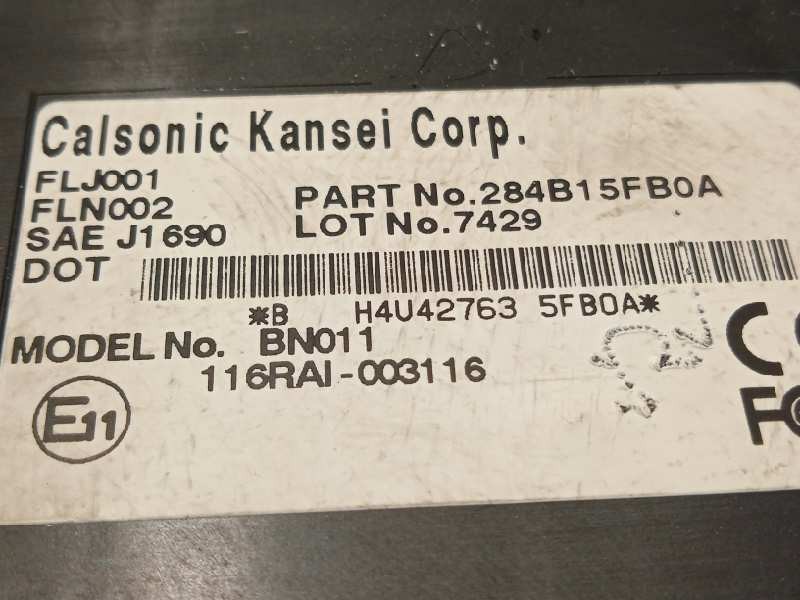 Calsonic Kansei Corp.
FLJ001
FLN002 PART No.284B15FB0A
SAE J1690 LOT No.7429
DOT
*B H4U42763 5FB0A*
MODEL No. BN011
116RAI-003116
E11